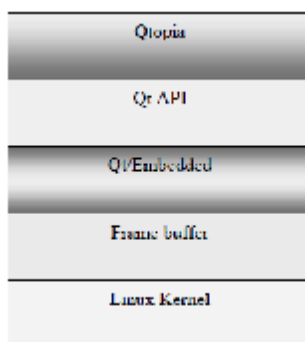 Qtopia
Qt API
Qt/Embedded
Frame buffer
Linux Kernel